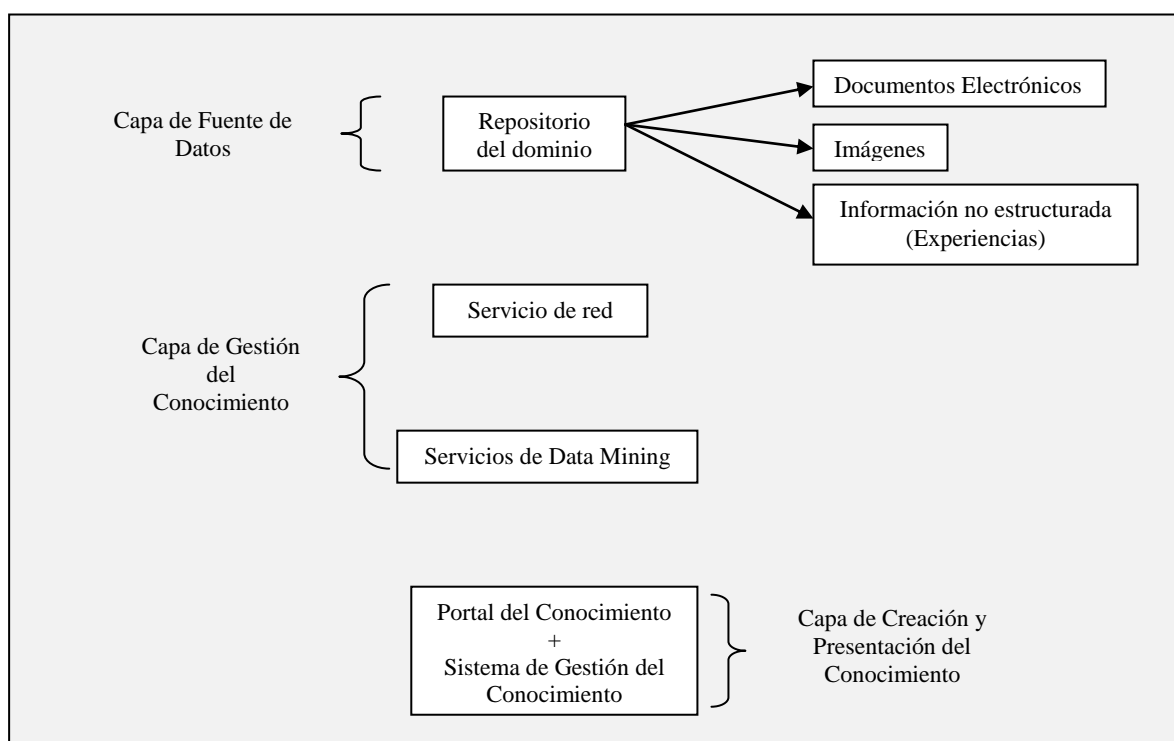 Capa de Fuente de
Datos
Repositorio
del dominio
Documentos Electrónicos
Imágenes
Información no estructurada
(Experiencias)
Capa de Gestión
del
Conocimiento
Servicio de red
Servicios de Data Mining
Portal del Conocimiento
+
Sistema de Gestión del
Conocimiento
Capa de Creación y
Presentación del
Conocimiento